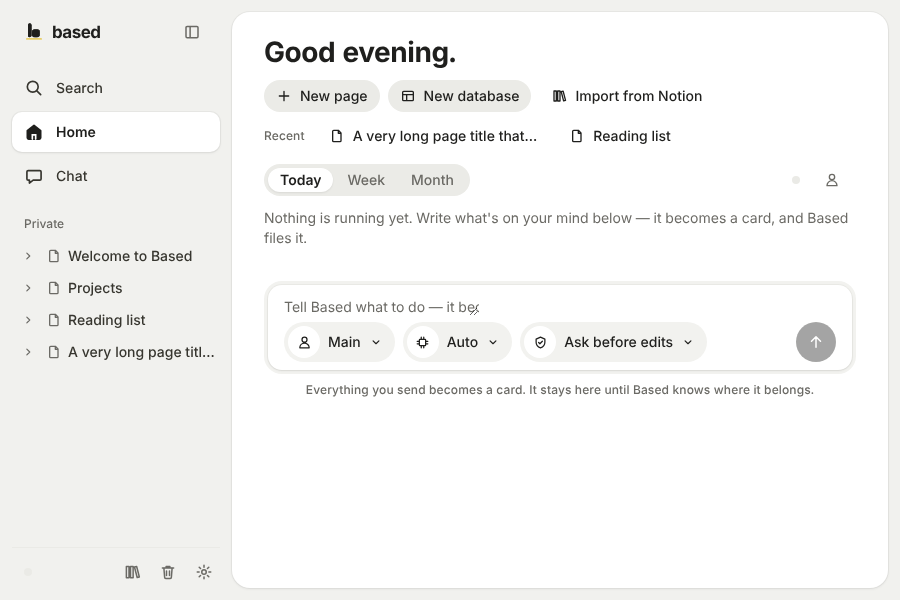 based
Search
Home
Chat
Private
Welcome to Based
Projects
Reading list
A very long page titl...
Good evening.
New page
New database
Import from Notion
Recent
A very long page title that...
Reading list
Today
Week
Month
Nothing is running yet. Write what's on your mind below — it becomes a card, and Based
files it.
Tell Based what to do — it
Main
Auto
Ask before edits
Everything you send becomes a card. It stays here until Based knows where it belongs.